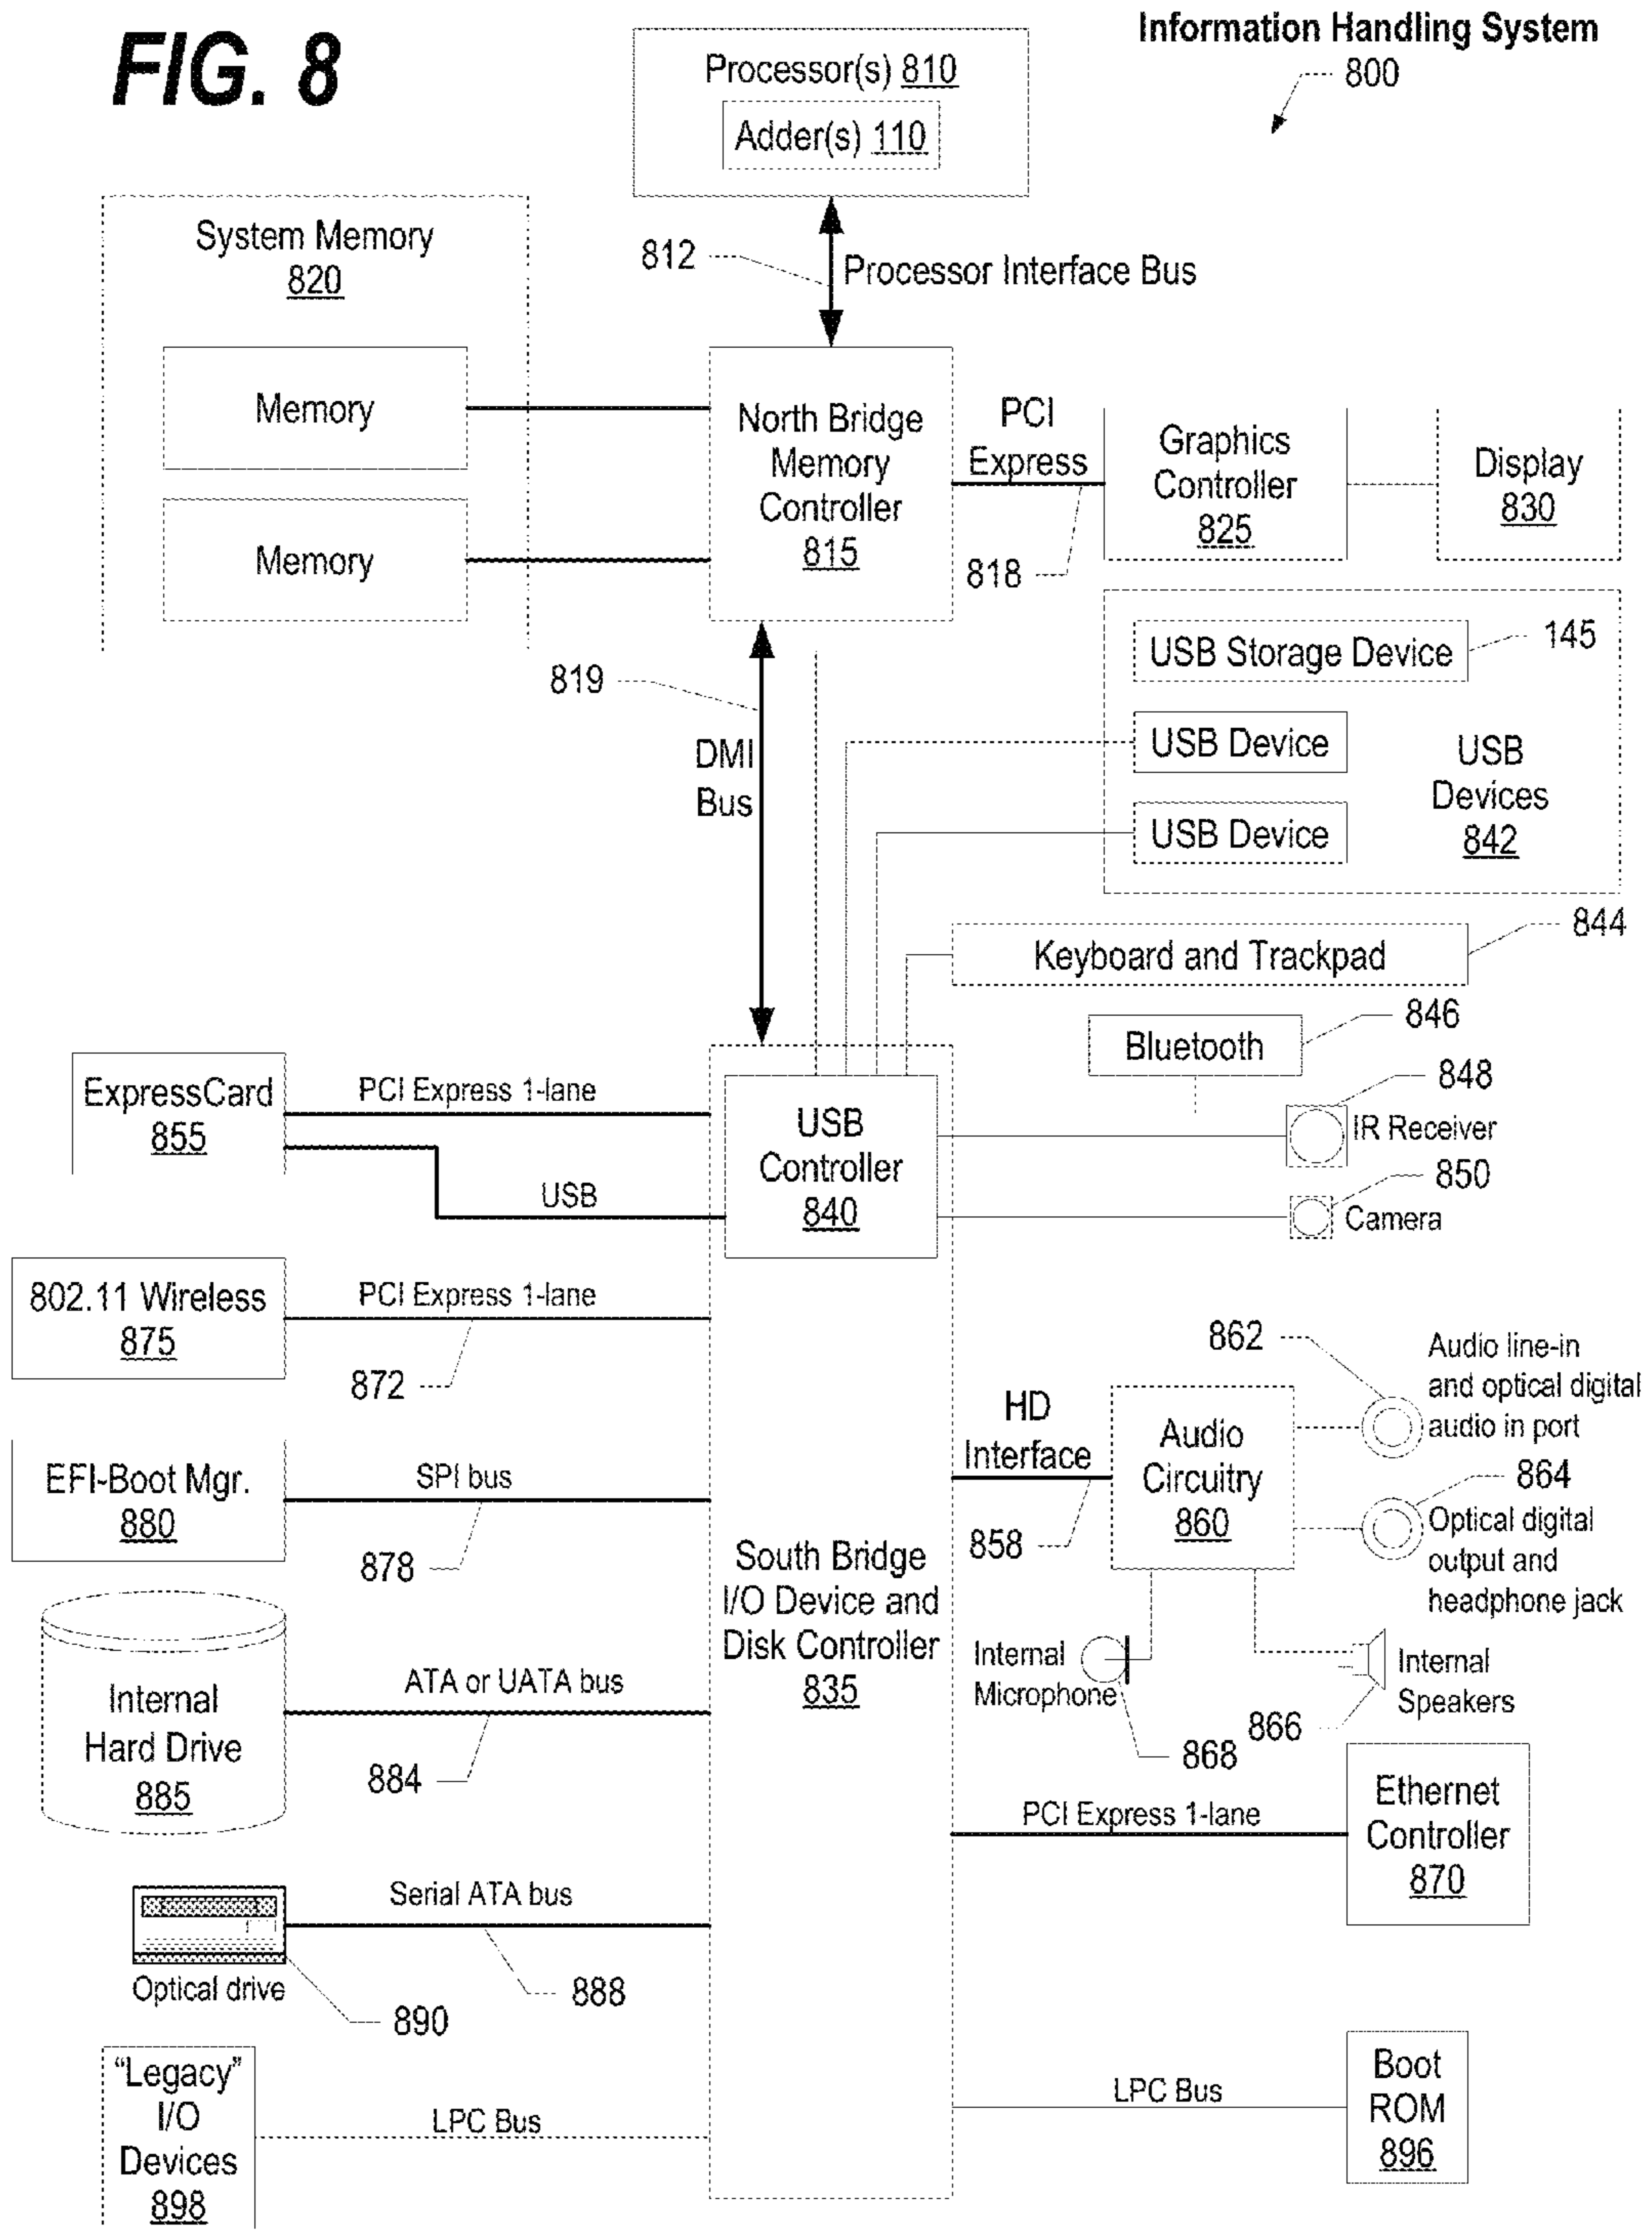 FIG. 8
Information Handling System
800
Processor(s) 810
Adder(s) 110
812
Processor Interface Bus
System Memory
820
Memory
Memory
North Bridge
Memory
Controller
815
PCI
Express
818
Graphics
Controller
825
Display
830
819
DMI
Bus
USB Storage Device
145
USB Device
USB Device
USB
Devices
842
844
Keyboard and Trackpad
846
Bluetooth
848
IR Receiver
850
Camera
ExpressCard
855
PCI Express 1-lane
USB
USB
Controller
840
802.11 Wireless
875
PCI Express 1-lane
872
EFI-Boot Mgr.
880
SPI bus
878
HD
Interface
858
Audio
Circuitry
860
862
Audio line-in
and optical digital
audio in port
864
Optical digital
output and
headphone jack
South Bridge
I/O Device and
Disk Controller
835
Internal
Microphone
868
866
Internal
Speakers
Internal
Hard Drive
885
ATA or UATA bus
884
PCI Express 1-lane
Ethernet
Controller
870
Serial ATA bus
888
Optical drive
890
"Legacy"
I/O
Devices
898
LPC Bus
LPC Bus
Boot
ROM
896